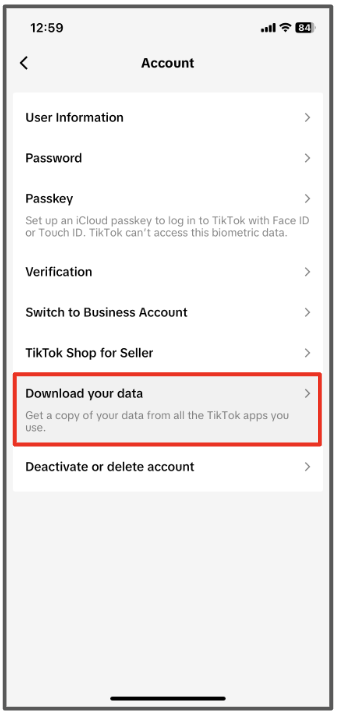 12:59
84
Account
User Information
Password
Passkey
Set up an iCloud passkey to log in to TikTok with Face ID
or Touch ID. TikTok can't access this biometric data.
Verification
Switch to Business Account
TikTok Shop for Seller
Download your data
Get a copy of your data from all the TikTok apps you
use.
Deactivate or delete account